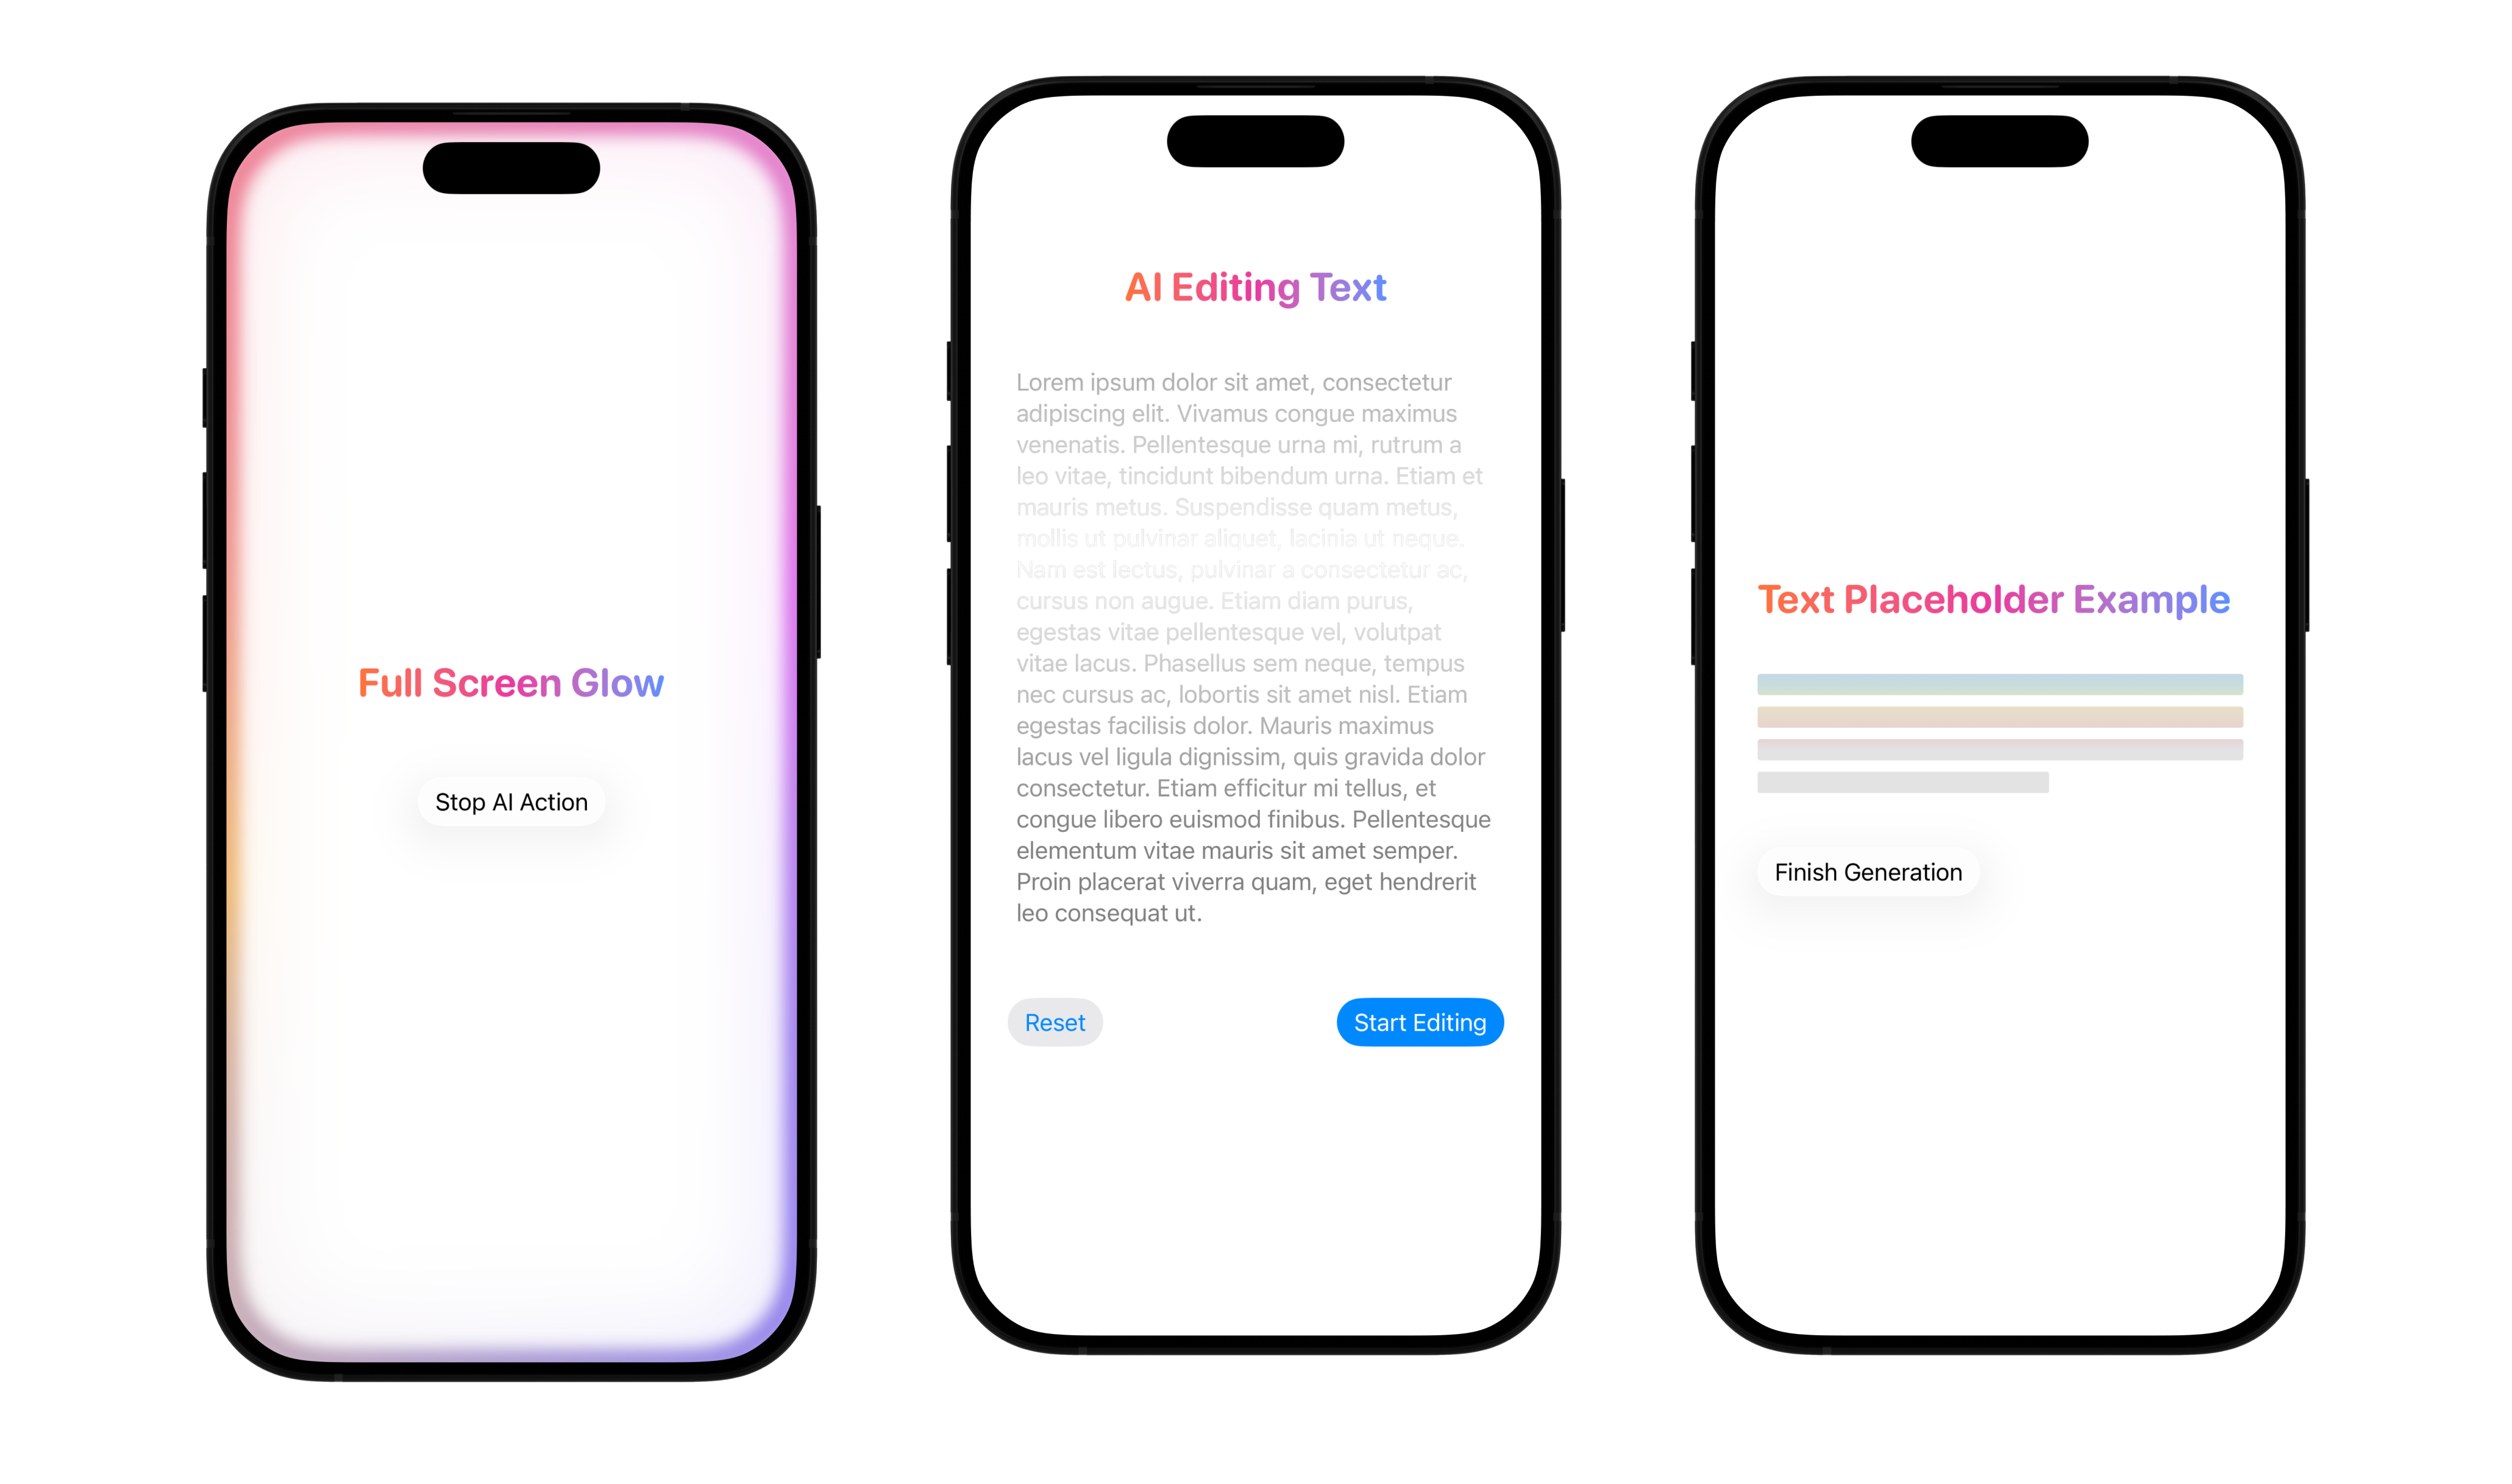 Full Screen Glow
Stop AI Action
AI Editing Text
Lorem ipsum dolor sit amet, consectetur
adipiscing elit. Vivamus congue maximus
venenatis. Pellentesque urna mi, rutrum a
leo vitae, tincidunt bibendum urna. Etiam et
mauris metus. Suspendisse quam metus,
mollis ut pulvinar aliquet, lacinia ut neque.
Nam est lectus, pulvinar a consectetur ac,
cursus non augue. Etiam diam purus,
egestas vitae pellentesque vel, volutpat
vitae lacus. Phasellus sem neque, tempus
nec cursus ac, lobortis sit amet nisl. Etiam
egestas facilisis dolor. Mauris maximus
lacus vel ligula dignissim, quis gravida dolor
consectetur. Etiam efficitur mi tellus, et
congue libero euismod finibus. Pellentesque
elementum vitae mauris sit amet semper.
Proin placerat viverra quam, eget hendrerit
leo consequat ut.
Reset
Start Editing
Text Placeholder Example
Finish Generation